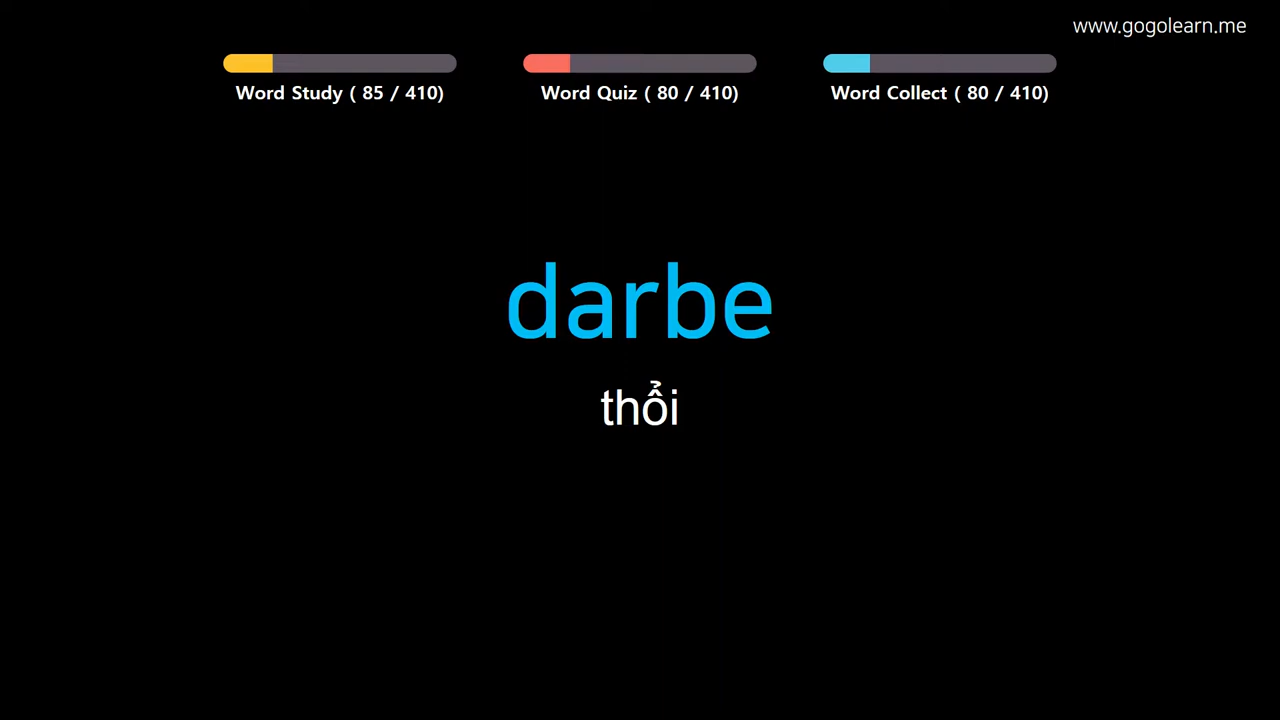 www.gogolearn.me
Word Study ( 85 / 410)
Word Quiz ( 80 / 410)
Word Collect ( 80 / 410)
darbe
thổi